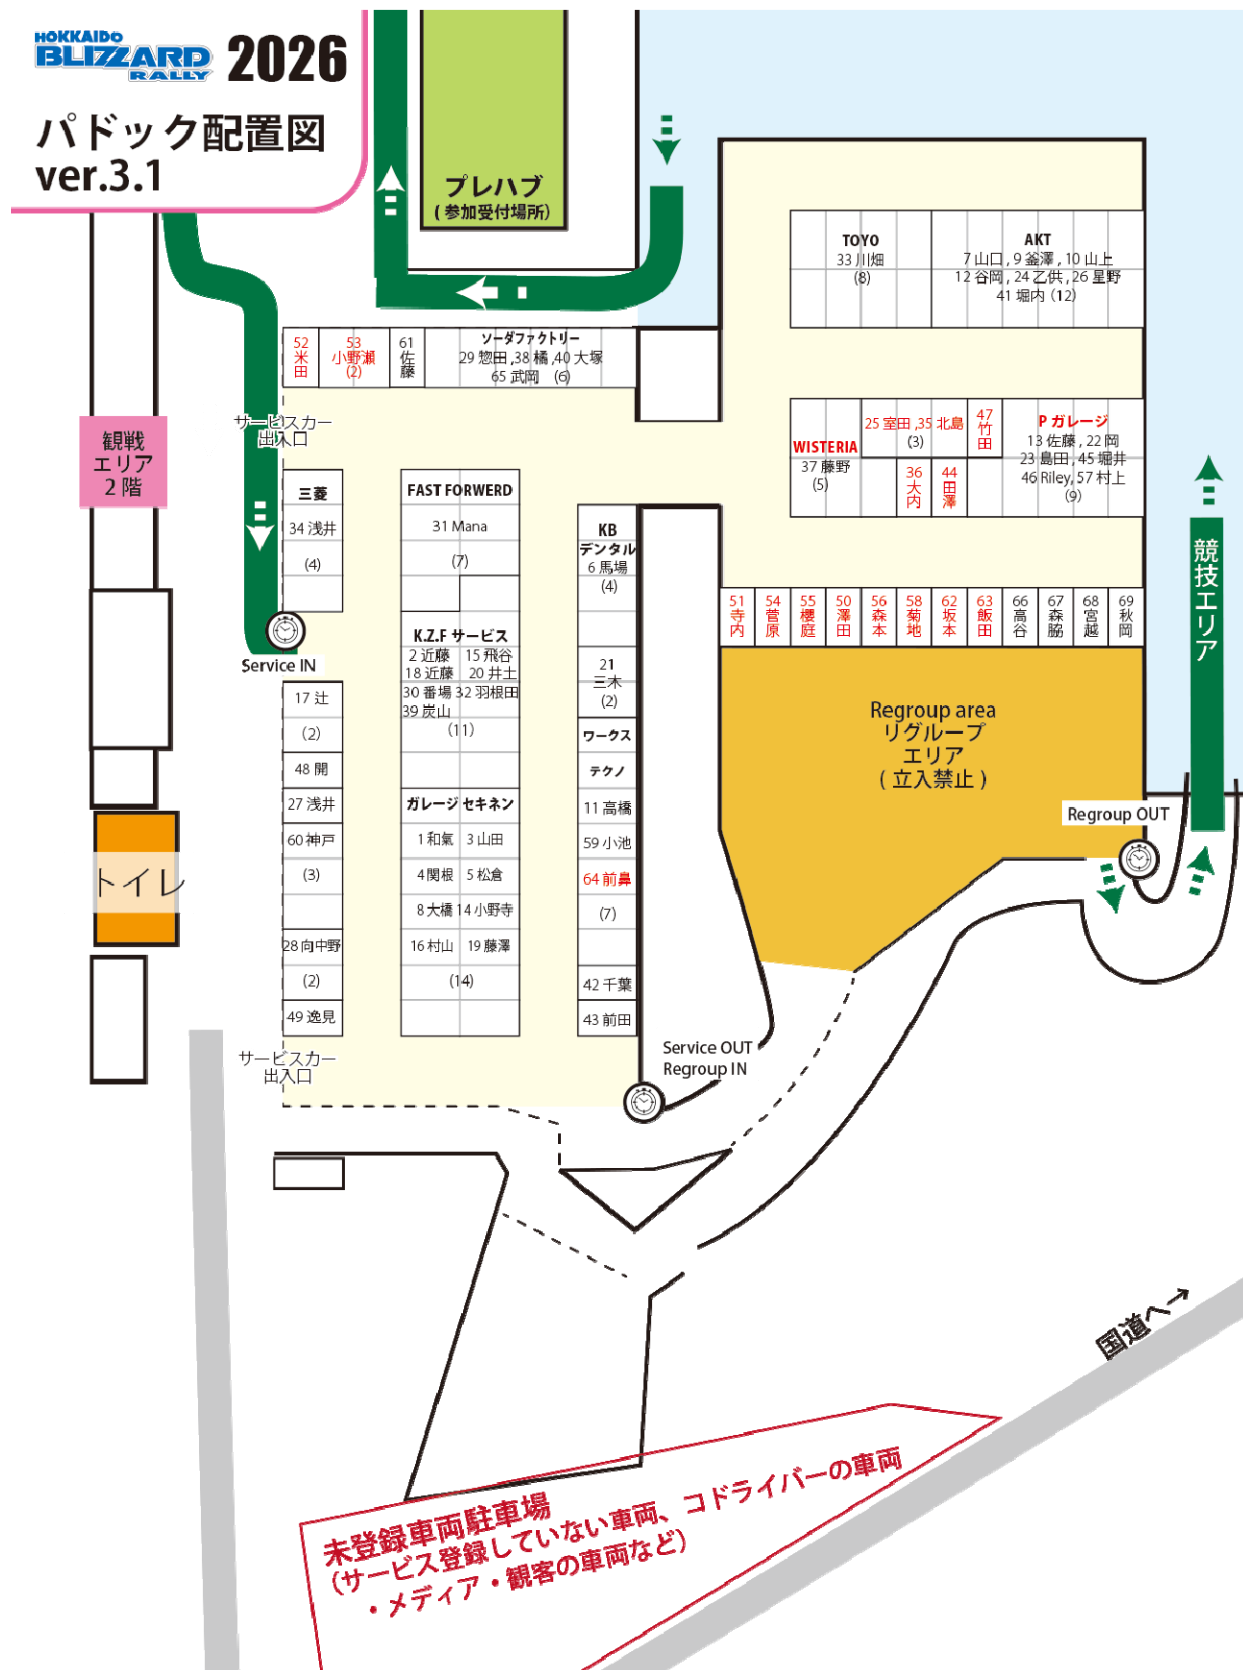 HOKKAIDO
BLIZZARD
RALLY
2026
パドック配置図
ver.3.1
プレハブ
(参加受付場所)
TOYO
33 川畑
(8)
AKT
7 山口 , 9 釜澤 , 10 山上
12 谷岡 , 24 乙供 , 26 星野
41 堀内 (12)
52
米田
53
小野瀬
(2)
61
佐藤
ソーダファクトリー
29 惣田 ,38 橘 ,40 大塚
65 武岡 (6)
サービスカー
出入口
観戦
エリア
2 階
WISTERIA
37 藤野
(5)
25 室田 ,35 北島
(3)
36
大内
44
田澤
47
竹田
P ガレージ
13 佐藤 , 22 岡
23 島田 , 45 堀井
46 Riley, 57 村上
(9)
三菱
34 浅井
(4)
FAST FORWERD
31 Mana
(7)
KB
デンタル
6 馬場
(4)
競技エリア
51
寺内
54
菅原
55
櫻庭
50
澤田
56
森本
58
菊地
62
坂本
63
飯田
66
高谷
67
森脇
68
宮越
69
秋岡
Service IN
K.Z.F サービス
2 近藤 15 飛谷
18 近藤 20 井土
30 番場 32 羽根田
39 炭山
(11)
21
三木
(2)
17 辻
(2)
48 開
27 浅井
60 神戸
(3)
28 向中野
(2)
49 逸見
ワークス
テクノ
11 高橋
59 小池
64 前鼻
(7)
42 千葉
43 前田
ガレージ セキネン
1 和氣 3 山田
4 関根 5 松倉
8 大橋 14 小野寺
16 村山 19 藤澤
(14)
Regroup area
リグループ
エリア
( 立入禁止 )
Regroup OUT
トイレ
サービスカー
出入口
Service OUT
Regroup IN
国道へ→
未登録車両駐車場
（サービス登録していない車両、コドライバーの車両
・メディア・観客の車両など）